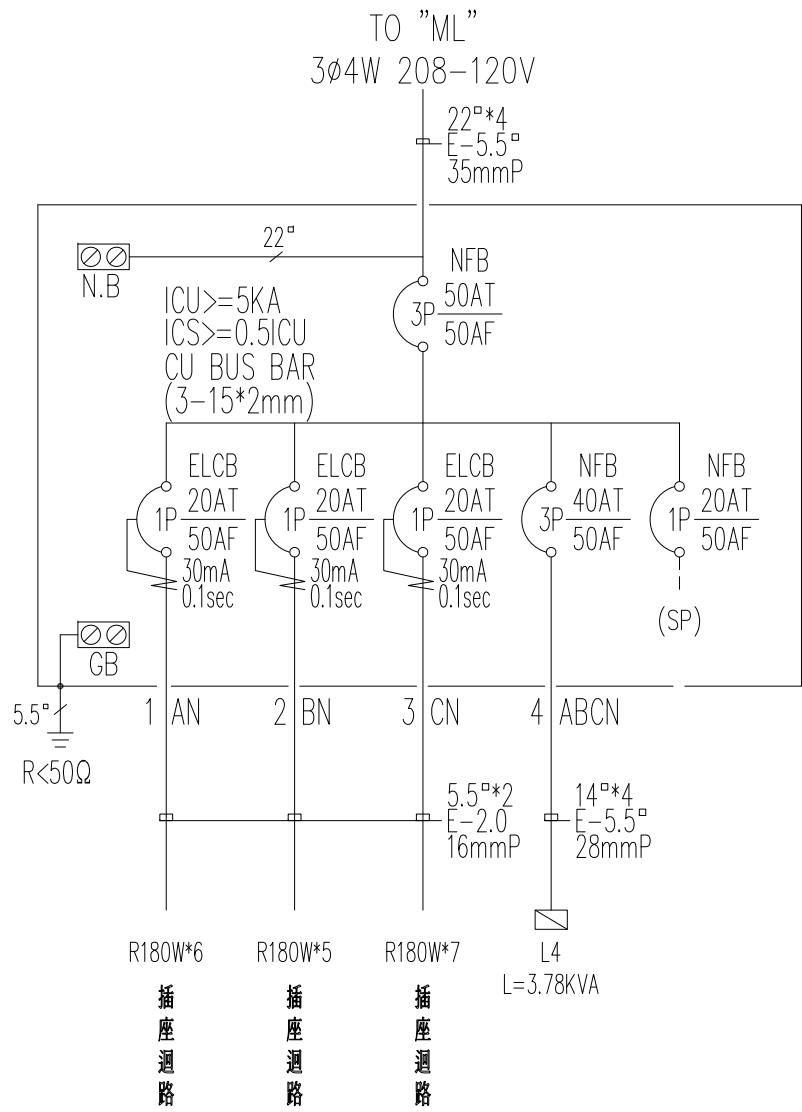 TO "ML"
3ø4W 208-120V
22□*4
E-5.5□
35mmP
22□
N.B
ICU>=5KA
ICS>=0.5ICU
CU BUS BAR
(3-15*2mm)
NFB
3P 50AT
50AF
ELCB
1P 20AT
50AF
30mA
0.1sec
ELCB
1P 20AT
50AF
30mA
0.1sec
ELCB
1P 20AT
50AF
30mA
0.1sec
NFB
3P 40AT
50AF
NFB
1P 20AT
50AF
(SP)
GB
5.5□
R<50Ω
1 AN
2 BN
3 CN
4 ABCN
5.5□*2
E-2.0
16mmP
14□*4
E-5.5□
28mmP
R180W*6
插座迴路
R180W*5
插座迴路
R180W*7
插座迴路
L4
L=3.78KVA